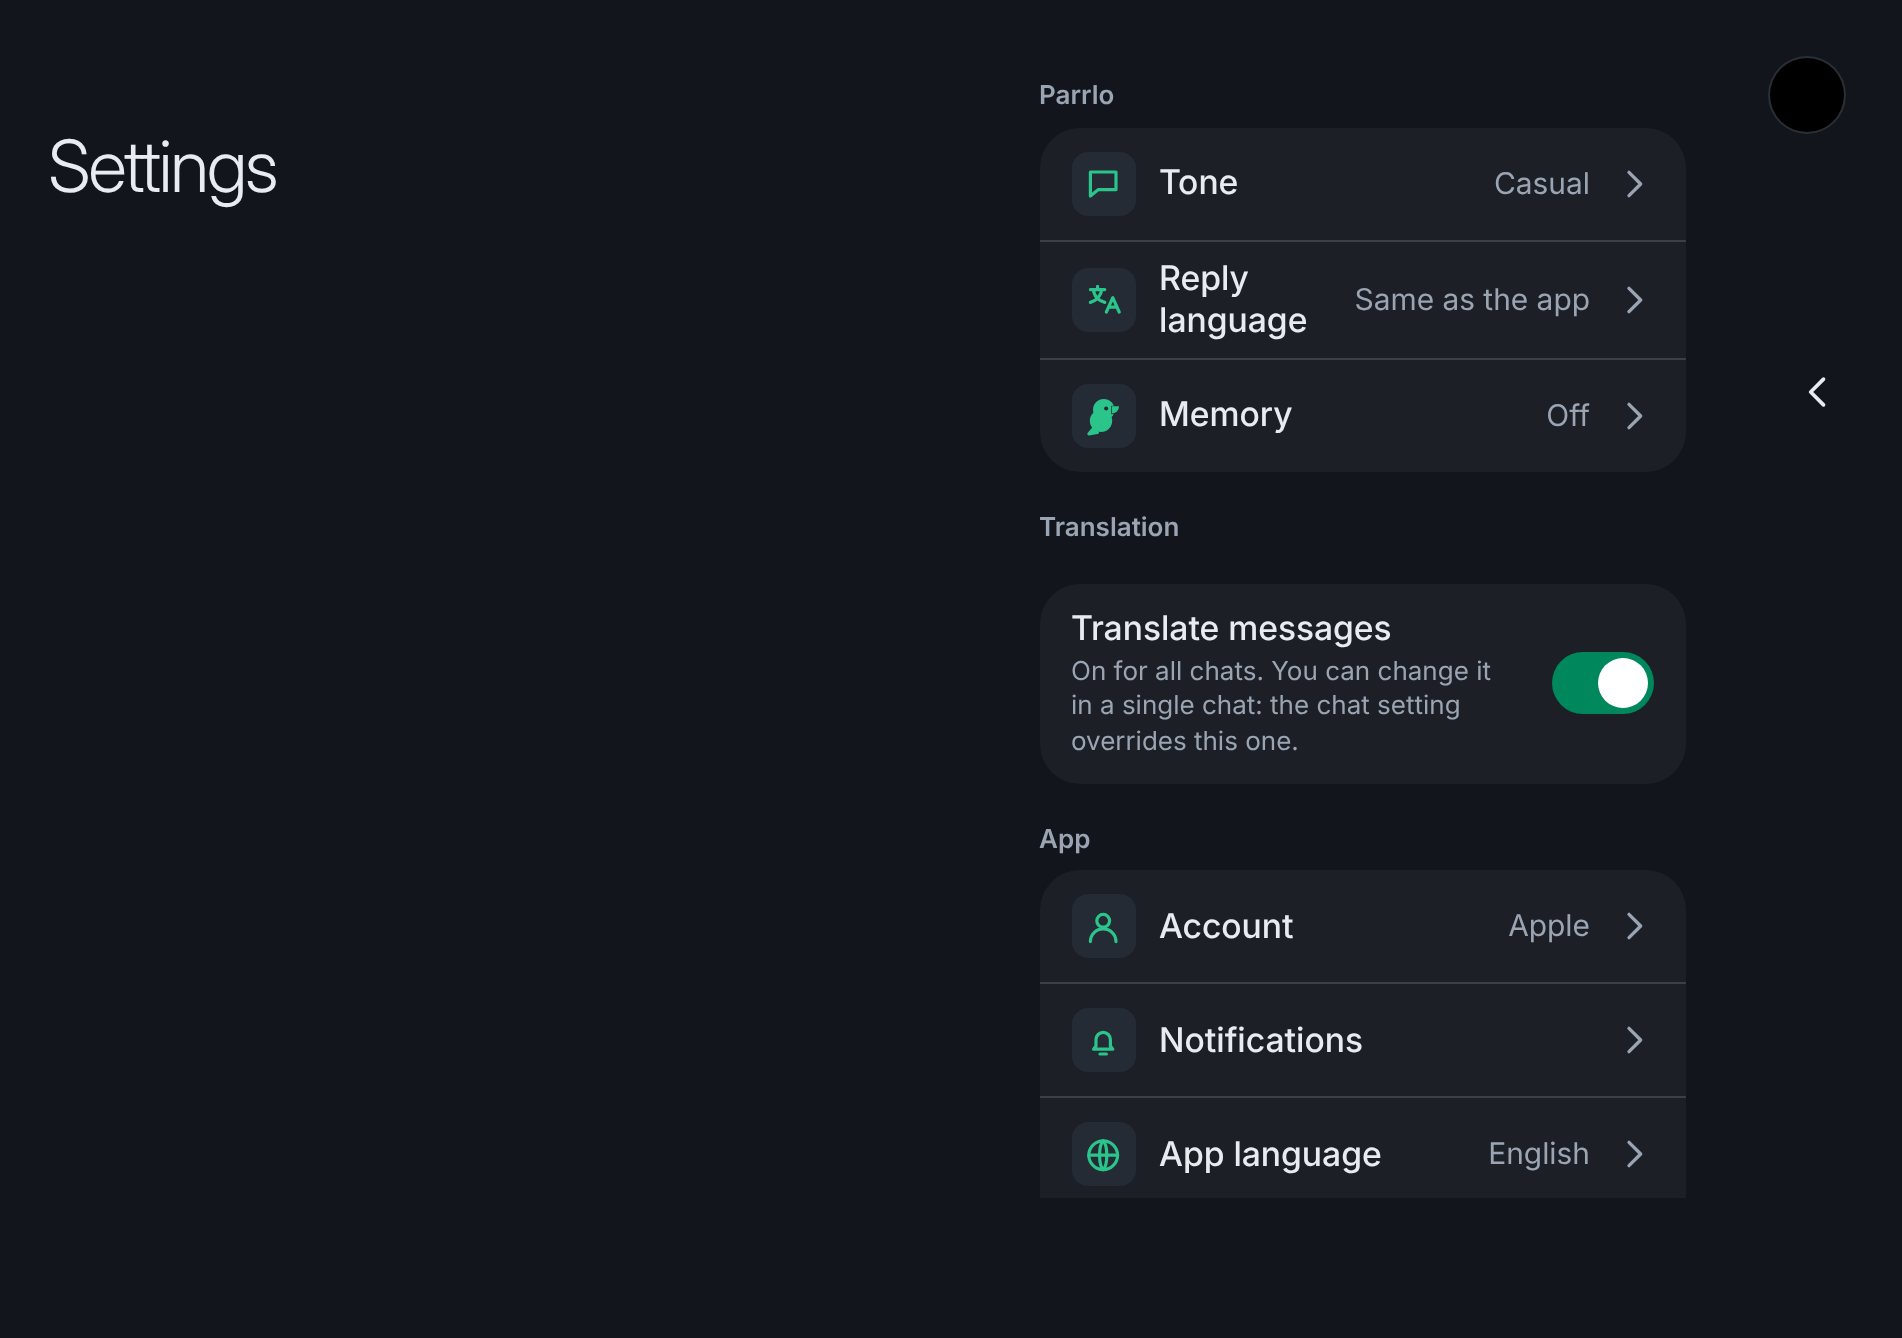 Settings
Parrlo
Tone
Casual
Reply
language
Same as the app
Memory
Off
Translation
Translate messages
On for all chats. You can change it
in a single chat: the chat setting
overrides this one.
App
Account
Apple
Notifications
App language
English